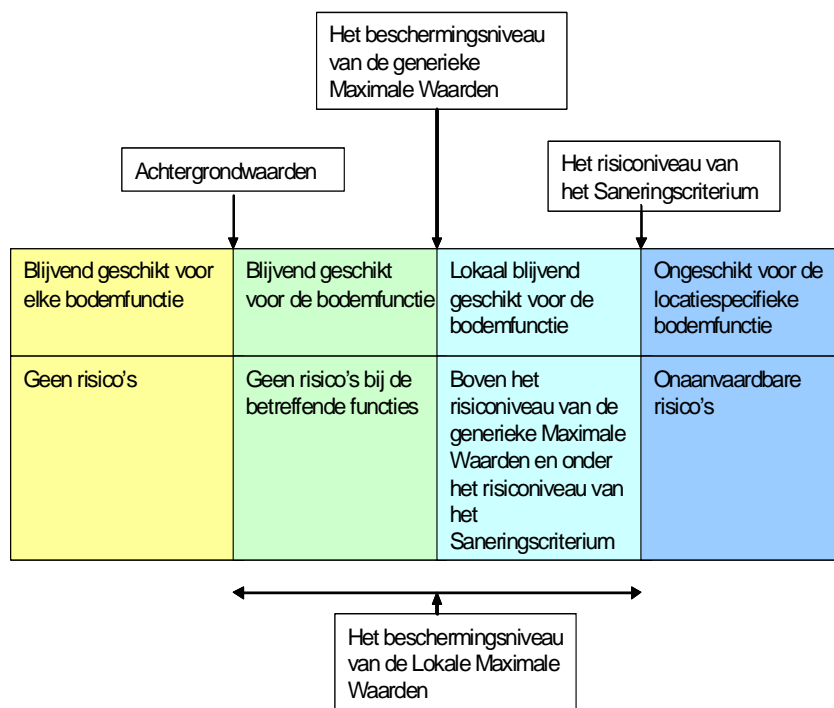 Het beschermingsniveau
van de generieke
Maximale Waarden
Achtergrondwaarden
Het risiconiveau van
het Saneringscriterium
Blijvend geschikt voor
elke bodemfunctie
Blijvend geschikt
voor de bodemfunctie
Lokaal blijvend
geschikt voor de
bodemfunctie
Ongeschikt voor de
locatiespecifieke
bodemfunctie
Geen risico's
Geen risico's bij de
betreffende functies
Boven het
risiconiveau van de
generieke Maximale
Waarden en onder
het risiconiveau van
het
Saneringscriterium
Onaanvaardbare
risico's
Het beschermingsniveau
van de Lokale Maximale
Waarden